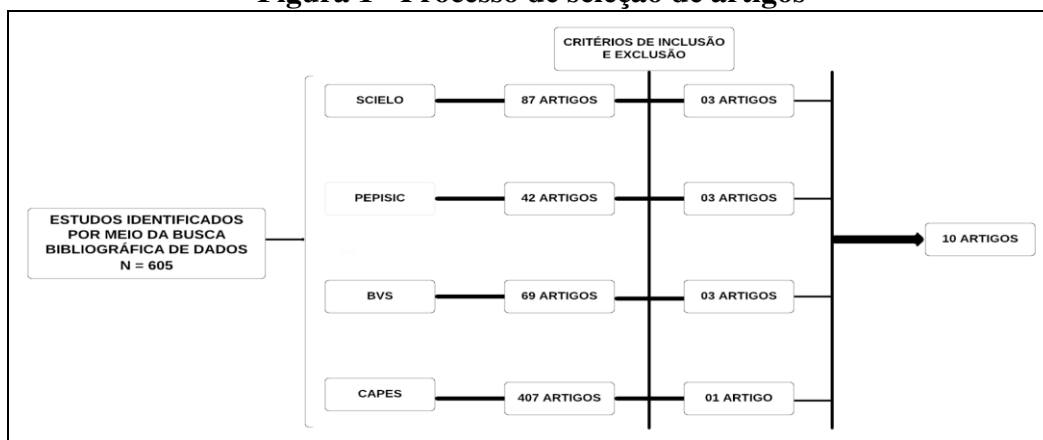 Figura 1 - Processo de seleção de artigos
CRITÉRIOS DE INCLUSÃO
E EXCLUSÃO
SCIELO
87 ARTIGOS
03 ARTIGOS
PEPISIC
42 ARTIGOS
03 ARTIGOS
ESTUDOS IDENTIFICADOS
POR MEIO DA BUSCA
BIBLIOGRÁFICA DE DADOS
N = 605
10 ARTIGOS
BVS
69 ARTIGOS
03 ARTIGOS
CAPES
407 ARTIGOS
01 ARTIGO